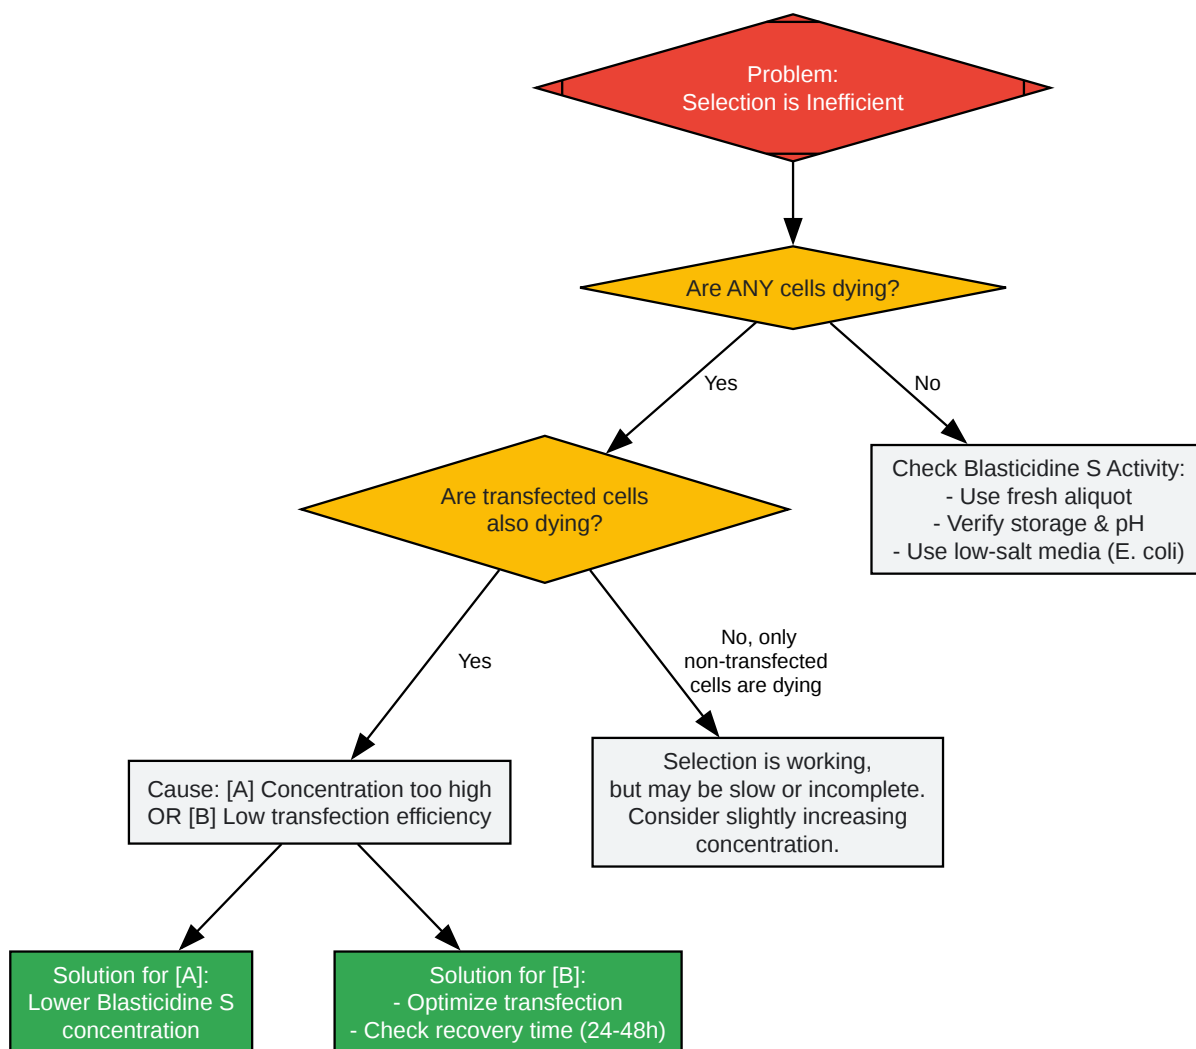 Problem:
Selection is Inefficient
Are ANY cells dying?
Yes
No
Check Blasticidine S Activity:
- Use fresh aliquot
- Verify storage & pH
- Use low-salt media (E. coli)
Are transfected cells
also dying?
Yes
No, only
non-transfected
cells are dying
Cause: [A] Concentration too high
OR [B] Low transfection efficiency
Selection is working,
but may be slow or incomplete.
Consider slightly increasing
concentration.
Solution for [A]:
Lower Blasticidine S
concentration
Solution for [B]:
- Optimize transfection
- Check recovery time (24-48h)